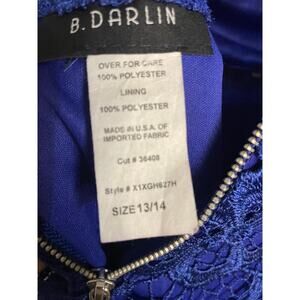 B. DARLIN
OVER FOR CARE
100% POLYESTER
LINING
100% POLYESTER
MADE IN U.S.A. OF
IMPORTED FABRIC
Cut # 36408
Style # X1XGH627H
SIZE 13/14